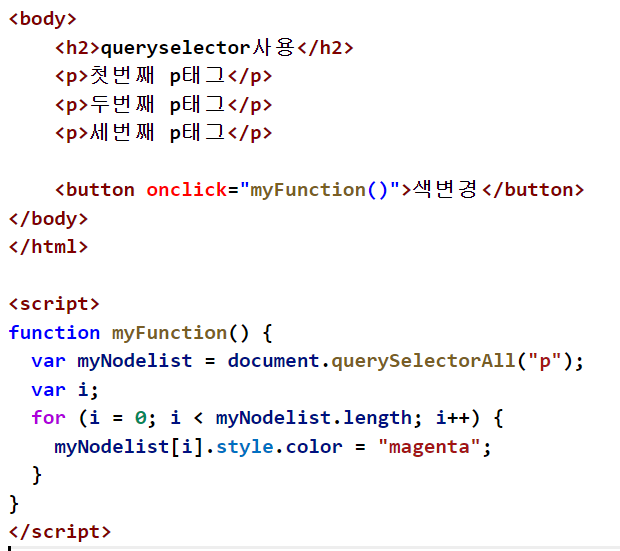 <body>
    <h2>queryselector사용</h2>
    <p>첫번째 p태그</p>
    <p>두번째 p태그</p>
    <p>세번째 p태그</p>

    <button onclick="myFunction()">색변경</button>
</body>
</html>

<script>
function myFunction() {
  var myNodelist = document.querySelectorAll("p");
  var i;
  for (i = 0; i < myNodelist.length; i++) {
    myNodelist[i].style.color = "magenta";
  }
}
</script>